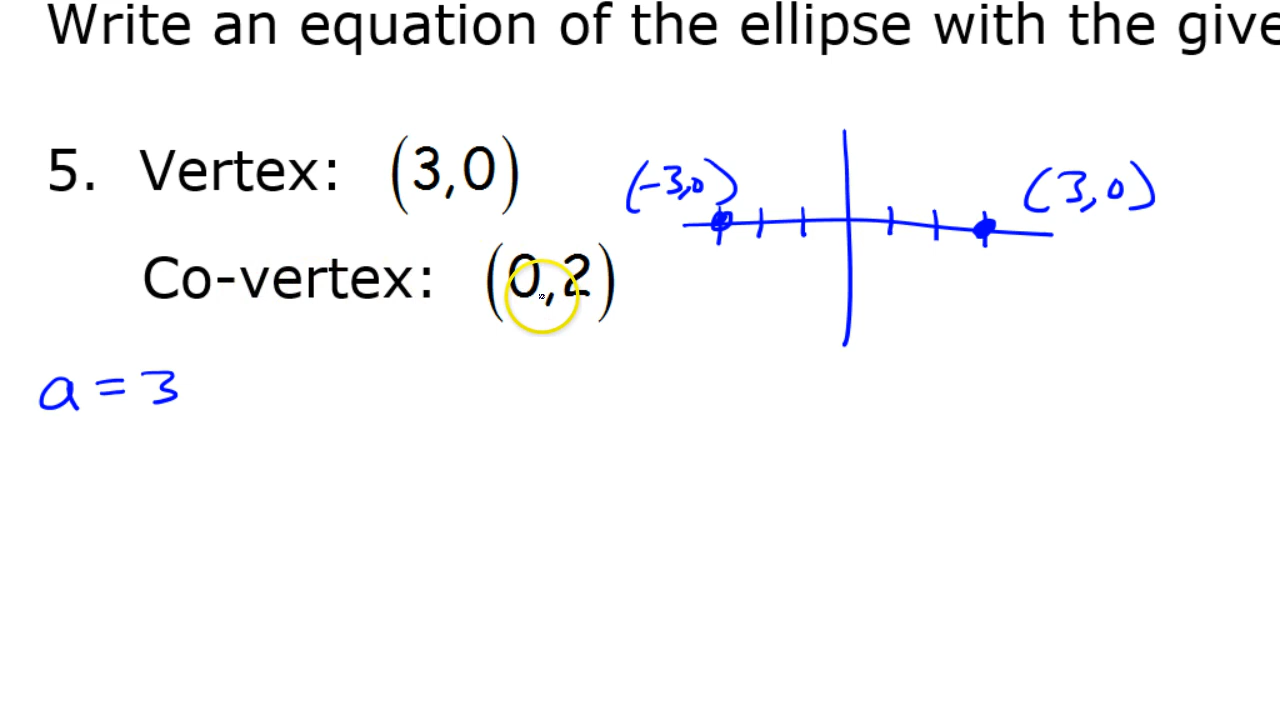 Write an equation of the ellipse with the give
5. Vertex: (3,0)
(-3,0)
(3,0)
Co-vertex: (0,2)
a = 3